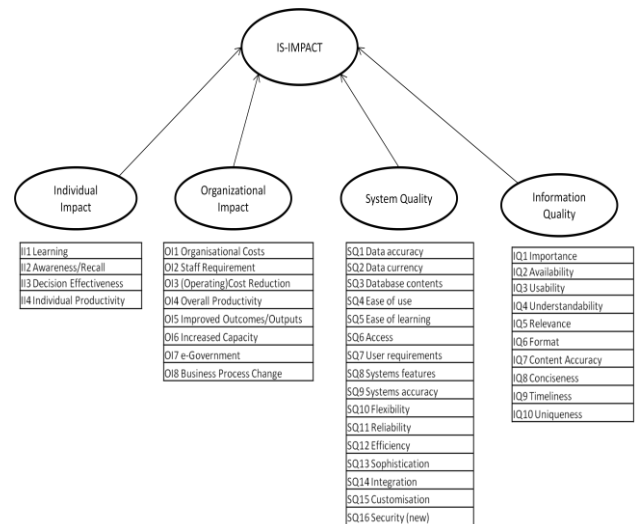 IS-IMPACT
Individual
Impact
Organizational
Impact
System Quality
Information
Quality
II1 Learning
II2 Awareness/Recall
II3 Decision Effectiveness
II4 Individual Productivity
OI1 Organisational Costs
OI2 Staff Requirement
OI3 (Operating)Cost Reduction
OI4 Overall Productivity
OI5 Improved Outcomes/Outputs
OI6 Increased Capacity
OI7 e-Government
OI8 Business Process Change
SQ1 Data accuracy
SQ2 Data currency
SQ3 Database contents
SQ4 Ease of use
SQ5 Ease of learning
SQ6 Access
SQ7 User requirements
SQ8 Systems features
SQ9 Systems accuracy
SQ10 Flexibility
SQ11 Reliability
SQ12 Efficiency
SQ13 Sophistication
SQ14 Integration
SQ15 Customisation
SQ16 Security (new)
IQ1 Importance
IQ2 Availability
IQ3 Usability
IQ4 Understandability
IQ5 Relevance
IQ6 Format
IQ7 Content Accuracy
IQ8 Conciseness
IQ9 Timeliness
IQ10 Uniqueness